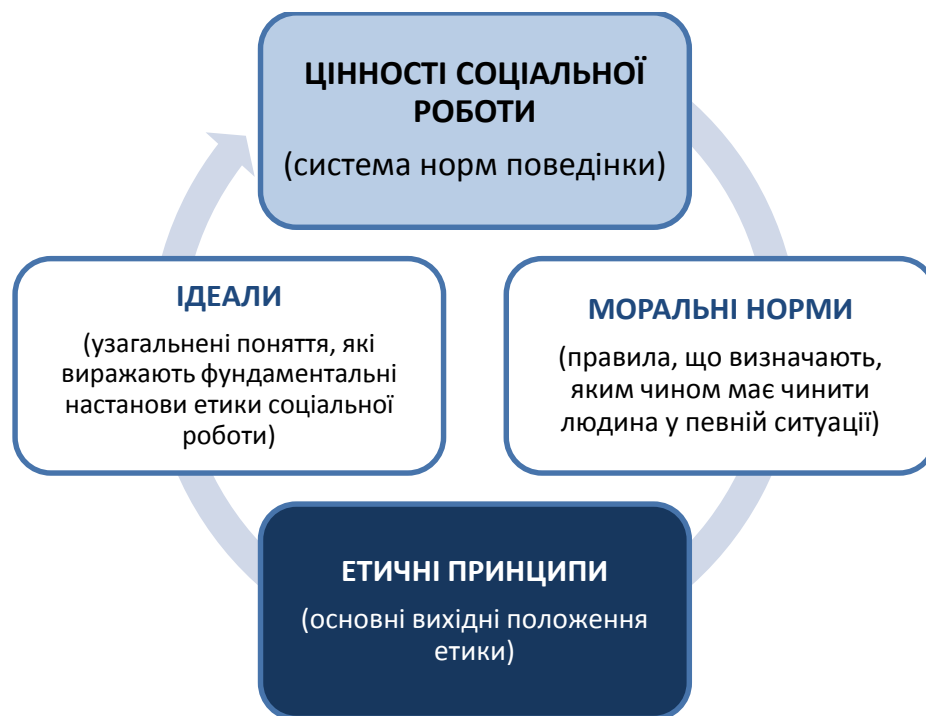 ЦІННОСТІ СОЦІАЛЬНОЇ
РОБОТИ
(система норм поведінки)
ІДЕАЛИ
(узагальнені поняття, які
виражають фундаментальні
настанови етики соціальної
роботи)
МОРАЛЬНІ НОРМИ
(правила, що визначають,
яким чином має чинити
людина у певній ситуації)
ЕТИЧНІ ПРИНЦИПИ
(основні вихідні положення
етики)